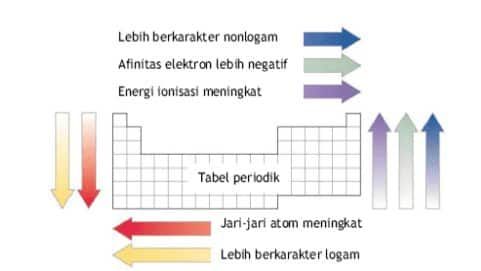 Lebih berkarakter nonlogam
Afinitas elektron lebih negatif
Energi ionisasi meningkat
Tabel periodik
Jari-jari atom meningkat
Lebih berkarakter logam